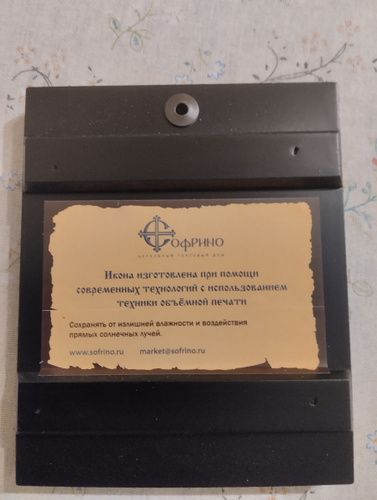 Софрино
ЦЕРКОВНЫЙ ТОРГОВЫЙ ДОМ
Икона изготовлена при помощи
современных технологий с использованием
техники объёмной печати
Сохранять от излишней влажности и воздействия
прямых солнечных лучей.
www.sofrino.ru market@sofrino.ru